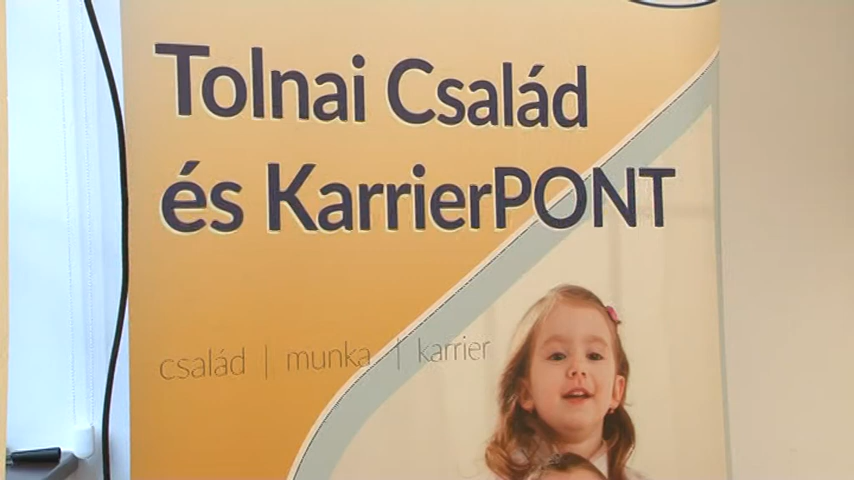 Tolnai Család
és KarrierPONT
család | munka | karrier